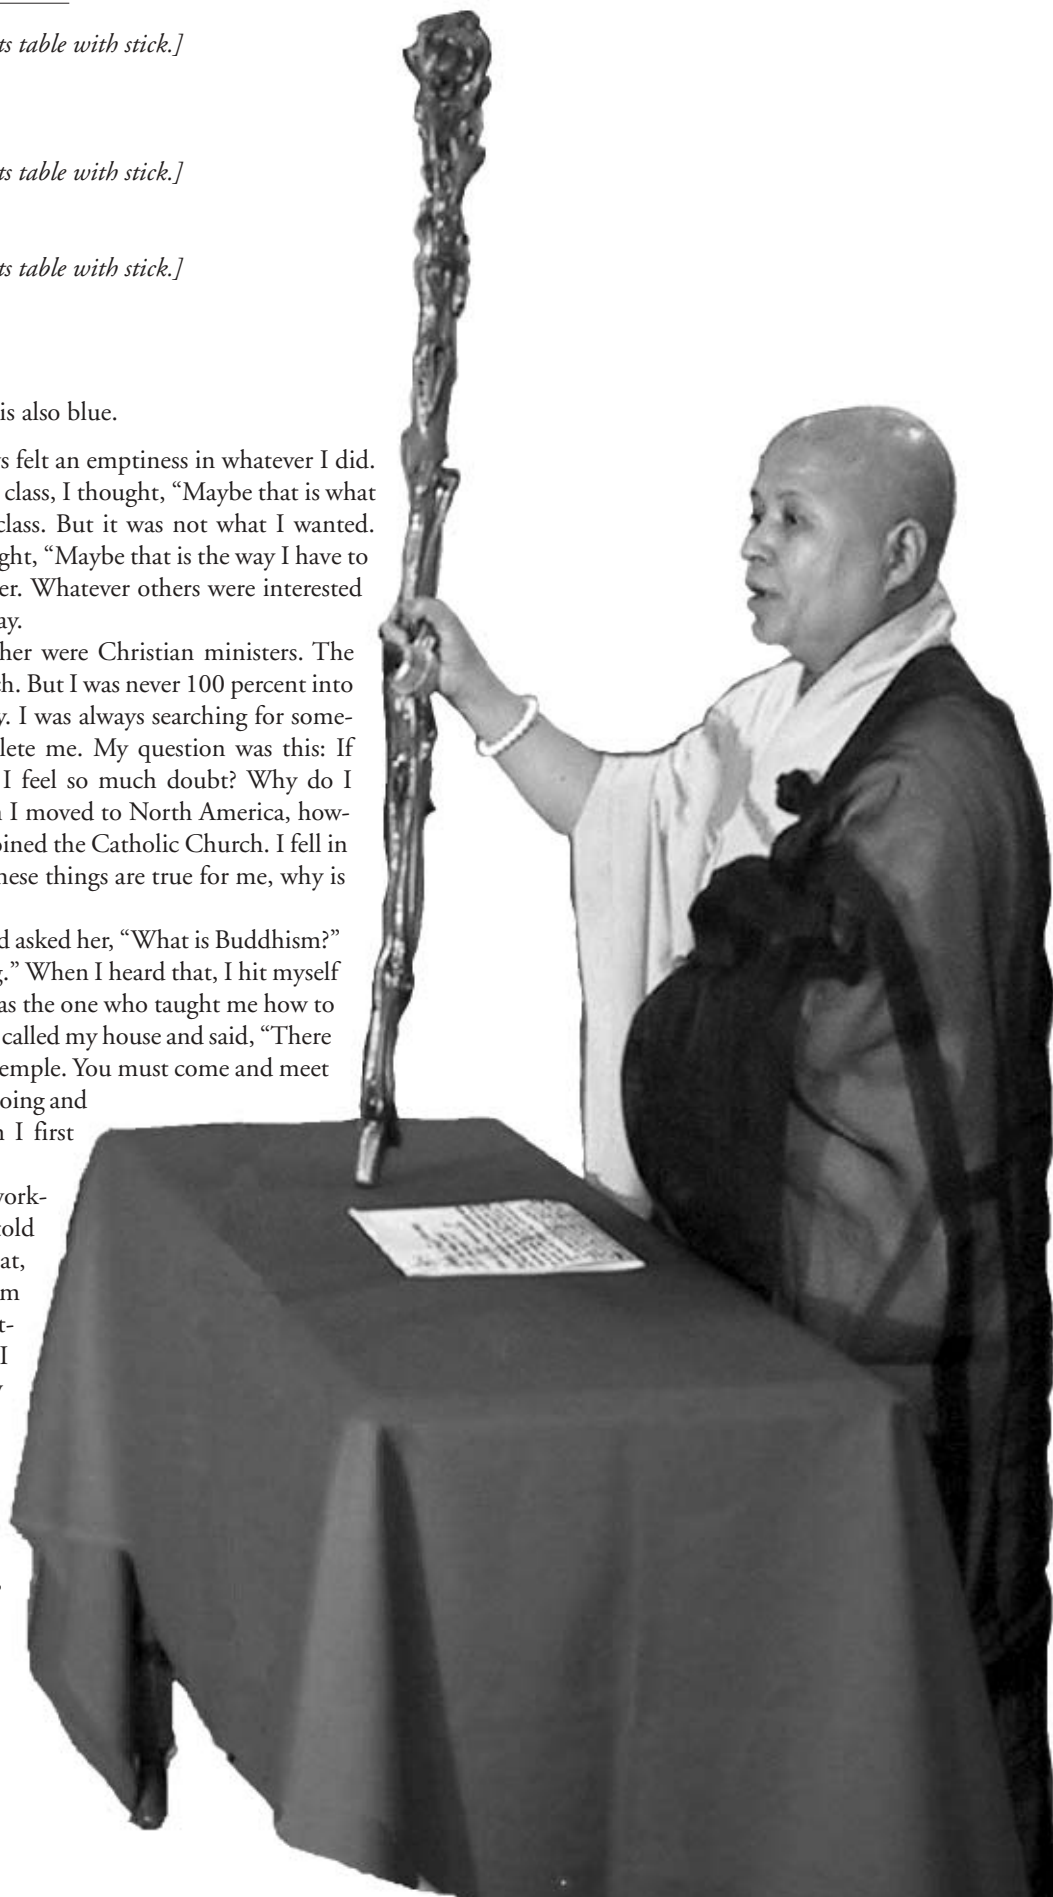 ts table with stick.]
ts table with stick.]
ts table with stick.]
is also blue.
s felt an emptiness in whatever I did.
class, I thought, “Maybe that is what
class. But it was not what I wanted.
ght, “Maybe that is the way I have to
er. Whatever others were interested
ay.
her were Christian ministers. The
ch. But I was never 100 percent into
y. I was always searching for some-
lete me. My question was this: If
I feel so much doubt? Why do I
n I moved to North America, how-
oined the Catholic Church. I fell in
hese things are true for me, why is
d asked her, “What is Buddhism?”
g.” When I heard that, I hit myself
as the one who taught me how to
called my house and said, “There
emple. You must come and meet
oing and
n I first
work-
told
at,
m
t-
I